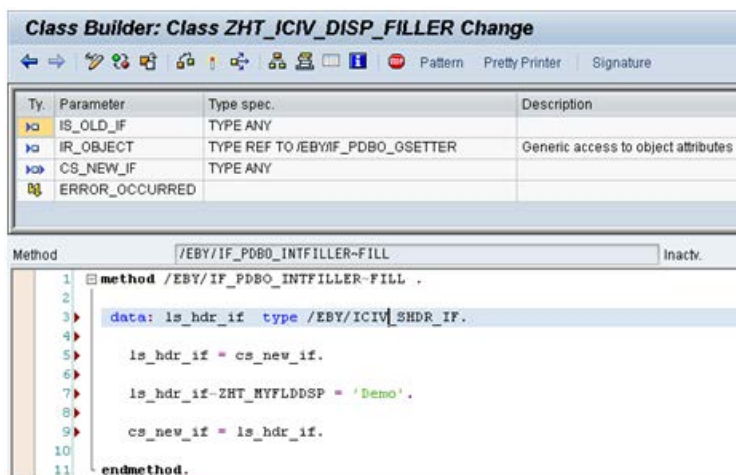 Class Builder: Class ZHT_ICIV_DISP_FILLER Change
Pattern Pretty Printer Signature
Ty. Parameter Type spec. Description
IS_OLD_IF TYPE ANY
IR_OBJECT TYPE REF TO /EBY/IF_PDBO_GSETTER Generic access to object attributes
CS_NEW_IF TYPE ANY
ERROR_OCCURRED
Method /EBY/IF_PDBO_INTFILLER~FILL Inactv.
1 method /EBY/IF_PDBO_INTFILLER~FILL .
2
3 data: ls_hdr_if type /EBY/ICIV_SHDR_IF.
4
5 ls_hdr_if = cs_new_if.
6
7 ls_hdr_if-ZHT_MYFLDDSP = 'Demo'.
8
9 cs_new_if = ls_hdr_if.
10
11 endmethod.